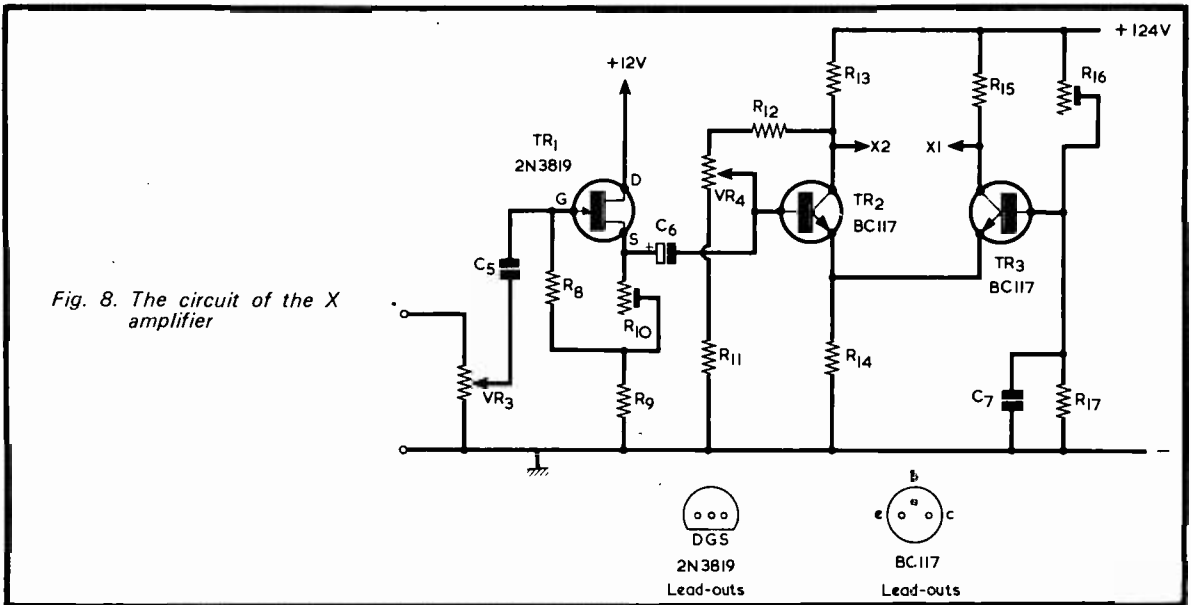 +124V
+12V
R13
R15
R16
R12
TR1
2N3819
X2
X1
D
G
S
VR4
TR2
BC117
C6
TR3
BC117
C5
R8
R10
Fig. 8. The circuit of the X
amplifier
VR3
R11
R14
R9
C7
R17
–
b
e
c
DGS
2N3819
Lead-outs
BC117
Lead-outs